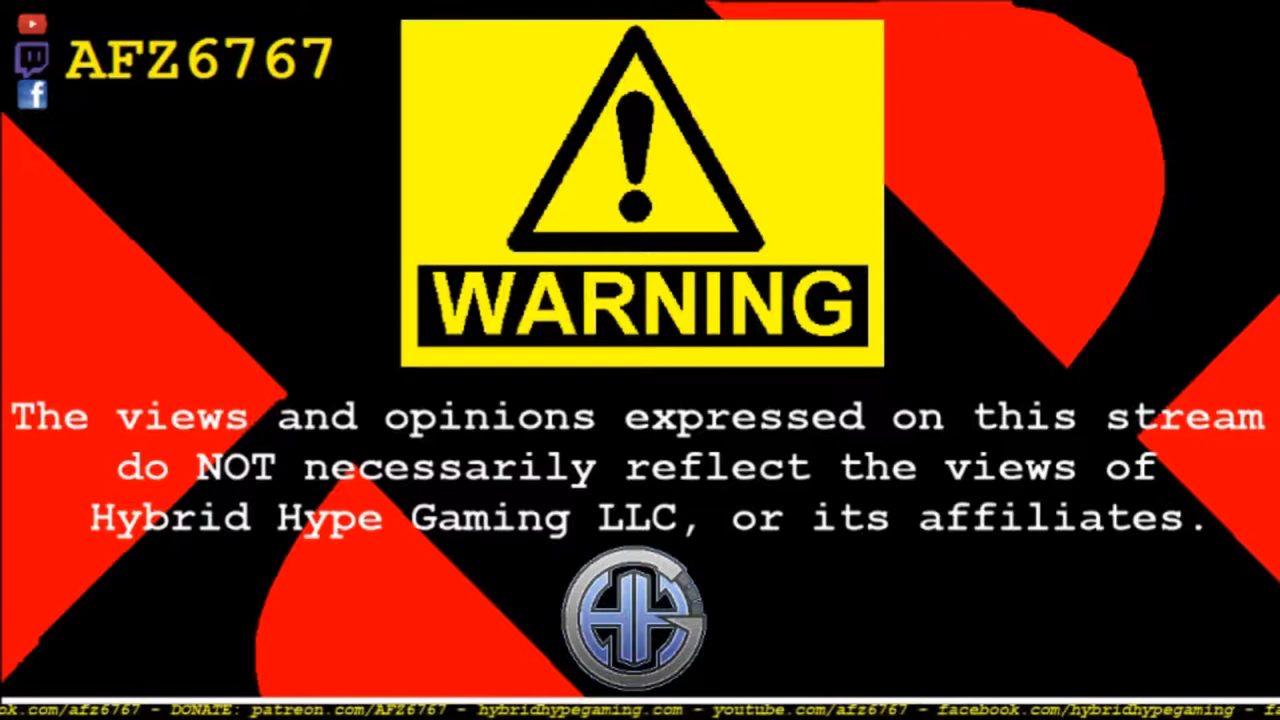 AFZ6767
WARNING
The views and opinions expressed on this stream
do NOT necessarily reflect the views of
Hybrid Hype Gaming LLC, or its affiliates.
ok.com/afz6767 - DONATE: patreon.com/AFZ6767 - hybridhypegaming.com - youtube.com/afz6767 - facebook.com/hybridhypegaming - fa